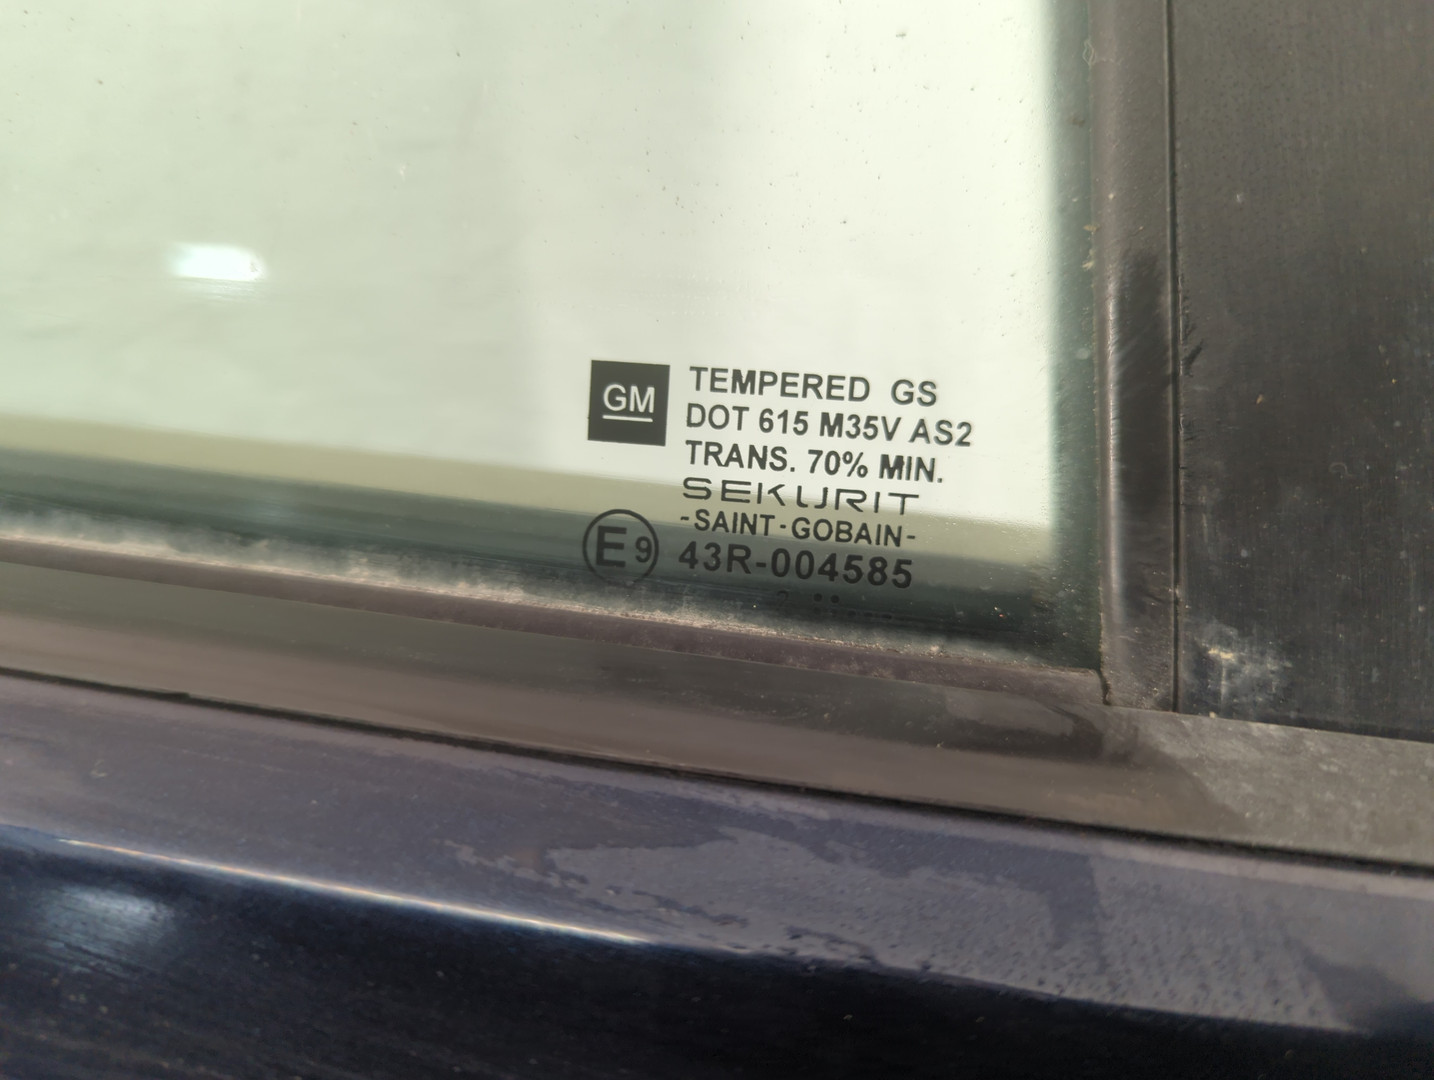 GM
TEMPERED GS
DOT 615 M35V AS2
TRANS. 70% MIN.
SEKURIT
-SAINT-GOBAIN-
E9 43R-004585